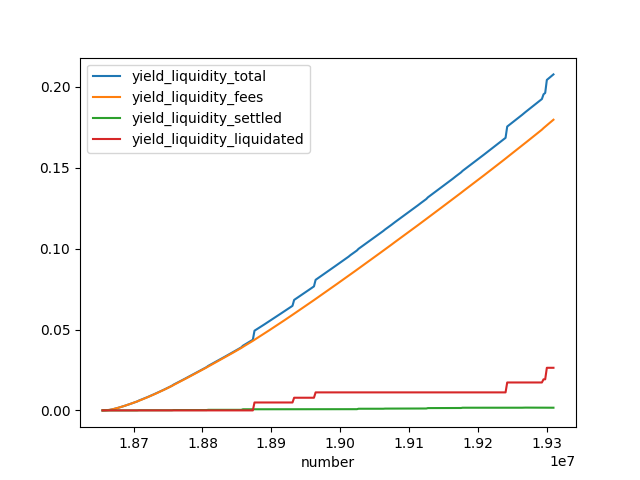 yield_liquidity_total
yield_liquidity_fees
yield_liquidity_settled
yield_liquidity_liquidated
0.20
0.15
0.10
0.05
0.00
1.87 1.88 1.89 1.90 1.91 1.92 1.93
number 1e7